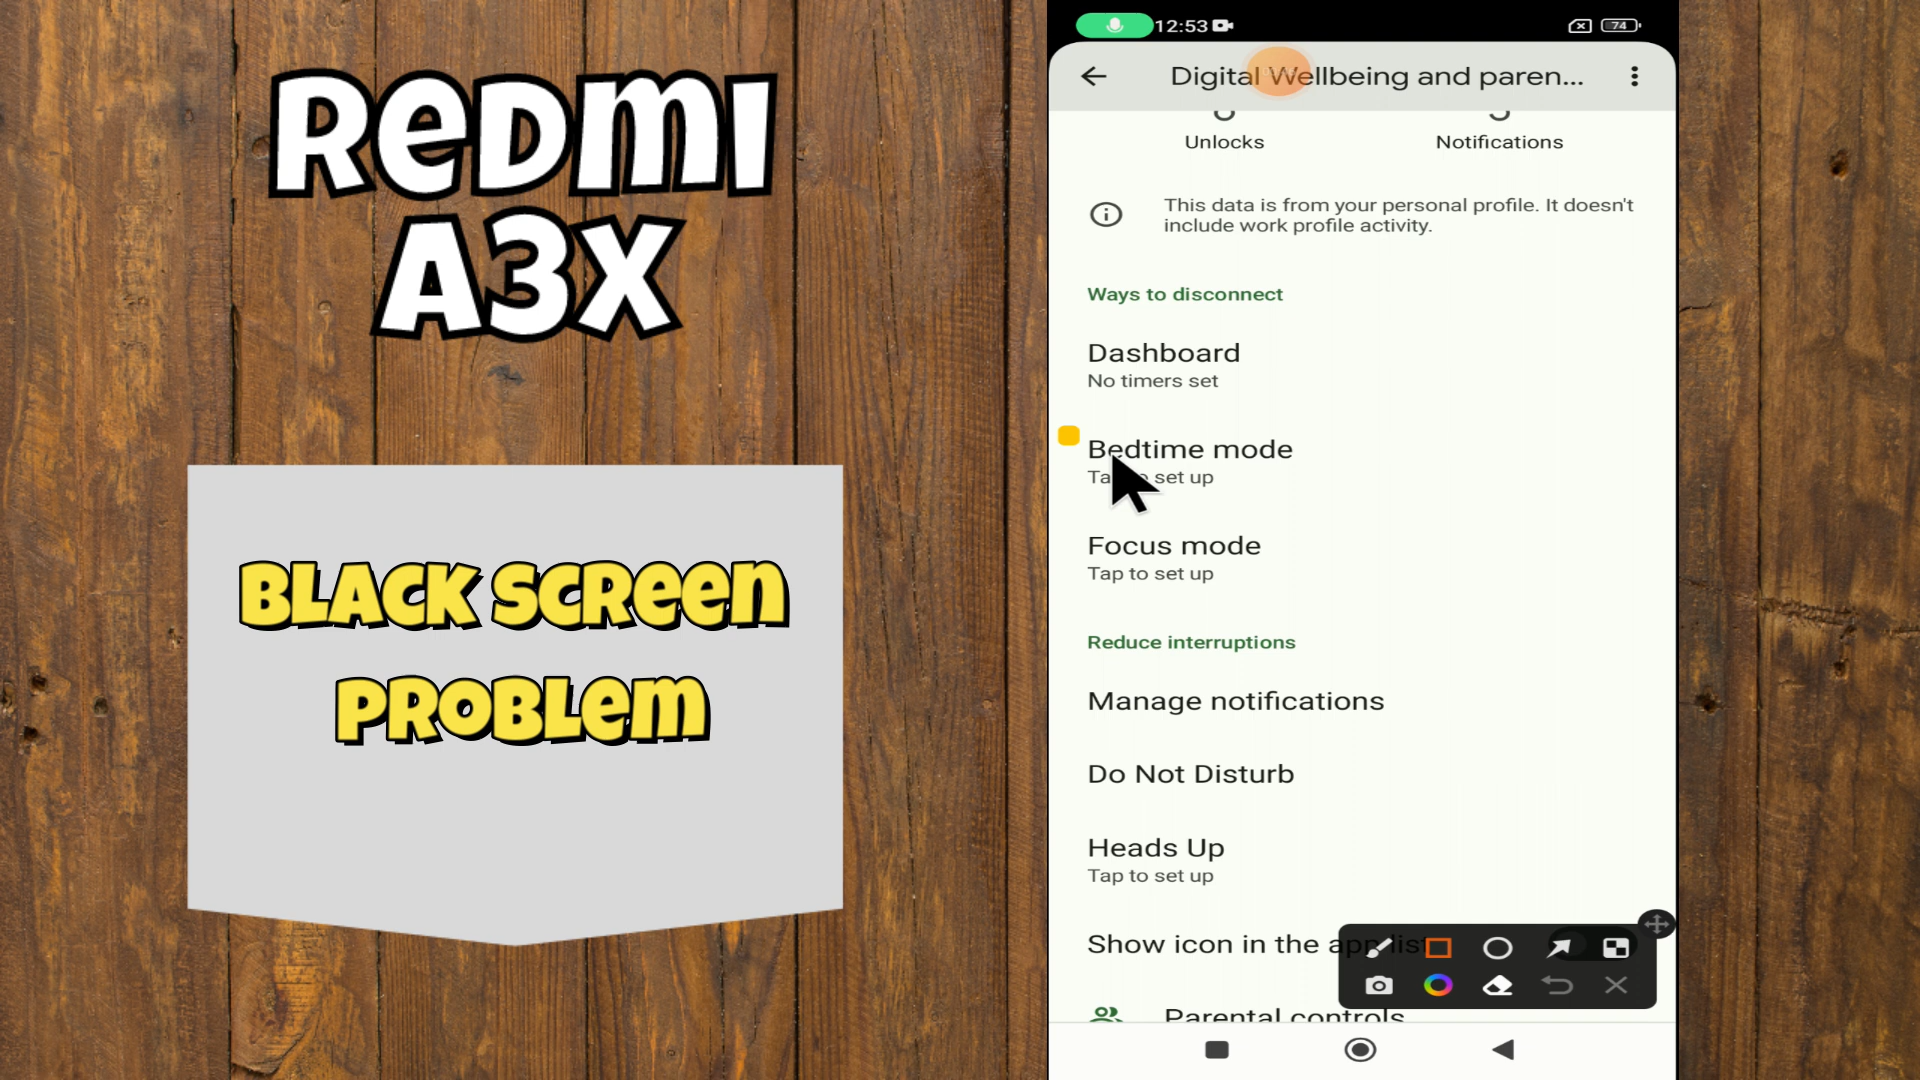 Redmi
A3X
Black Screen
Problem
12:53
74
Digital Wellbeing and paren...
Unlocks
Notifications
This data is from your personal profile. It doesn't
include work profile activity.
Ways to disconnect
Dashboard
No timers set
Bedtime mode
set up
Focus mode
Tap to set up
Reduce interruptions
Manage notifications
Do Not Disturb
Heads Up
Tap to set up
Show icon in the app list
Parental controls